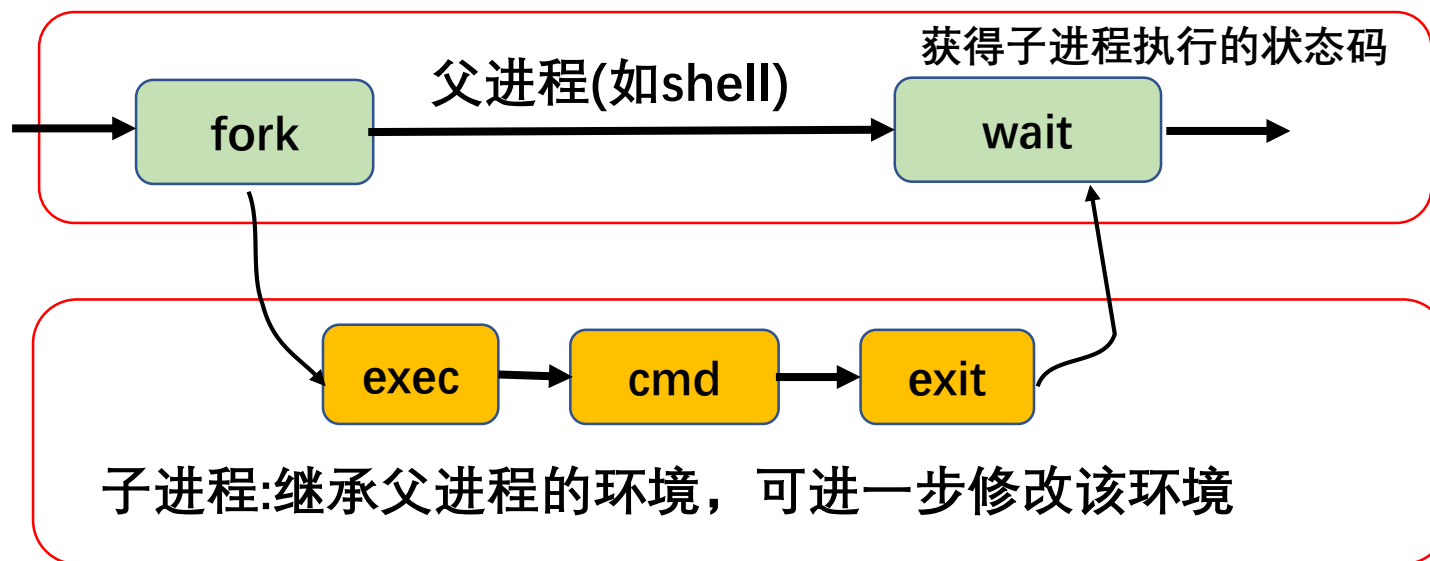 获得子进程执行的状态码
父进程(如shell)
fork
wait
exec
cmd
exit
子进程:继承父进程的环境，可进一步修改该环境